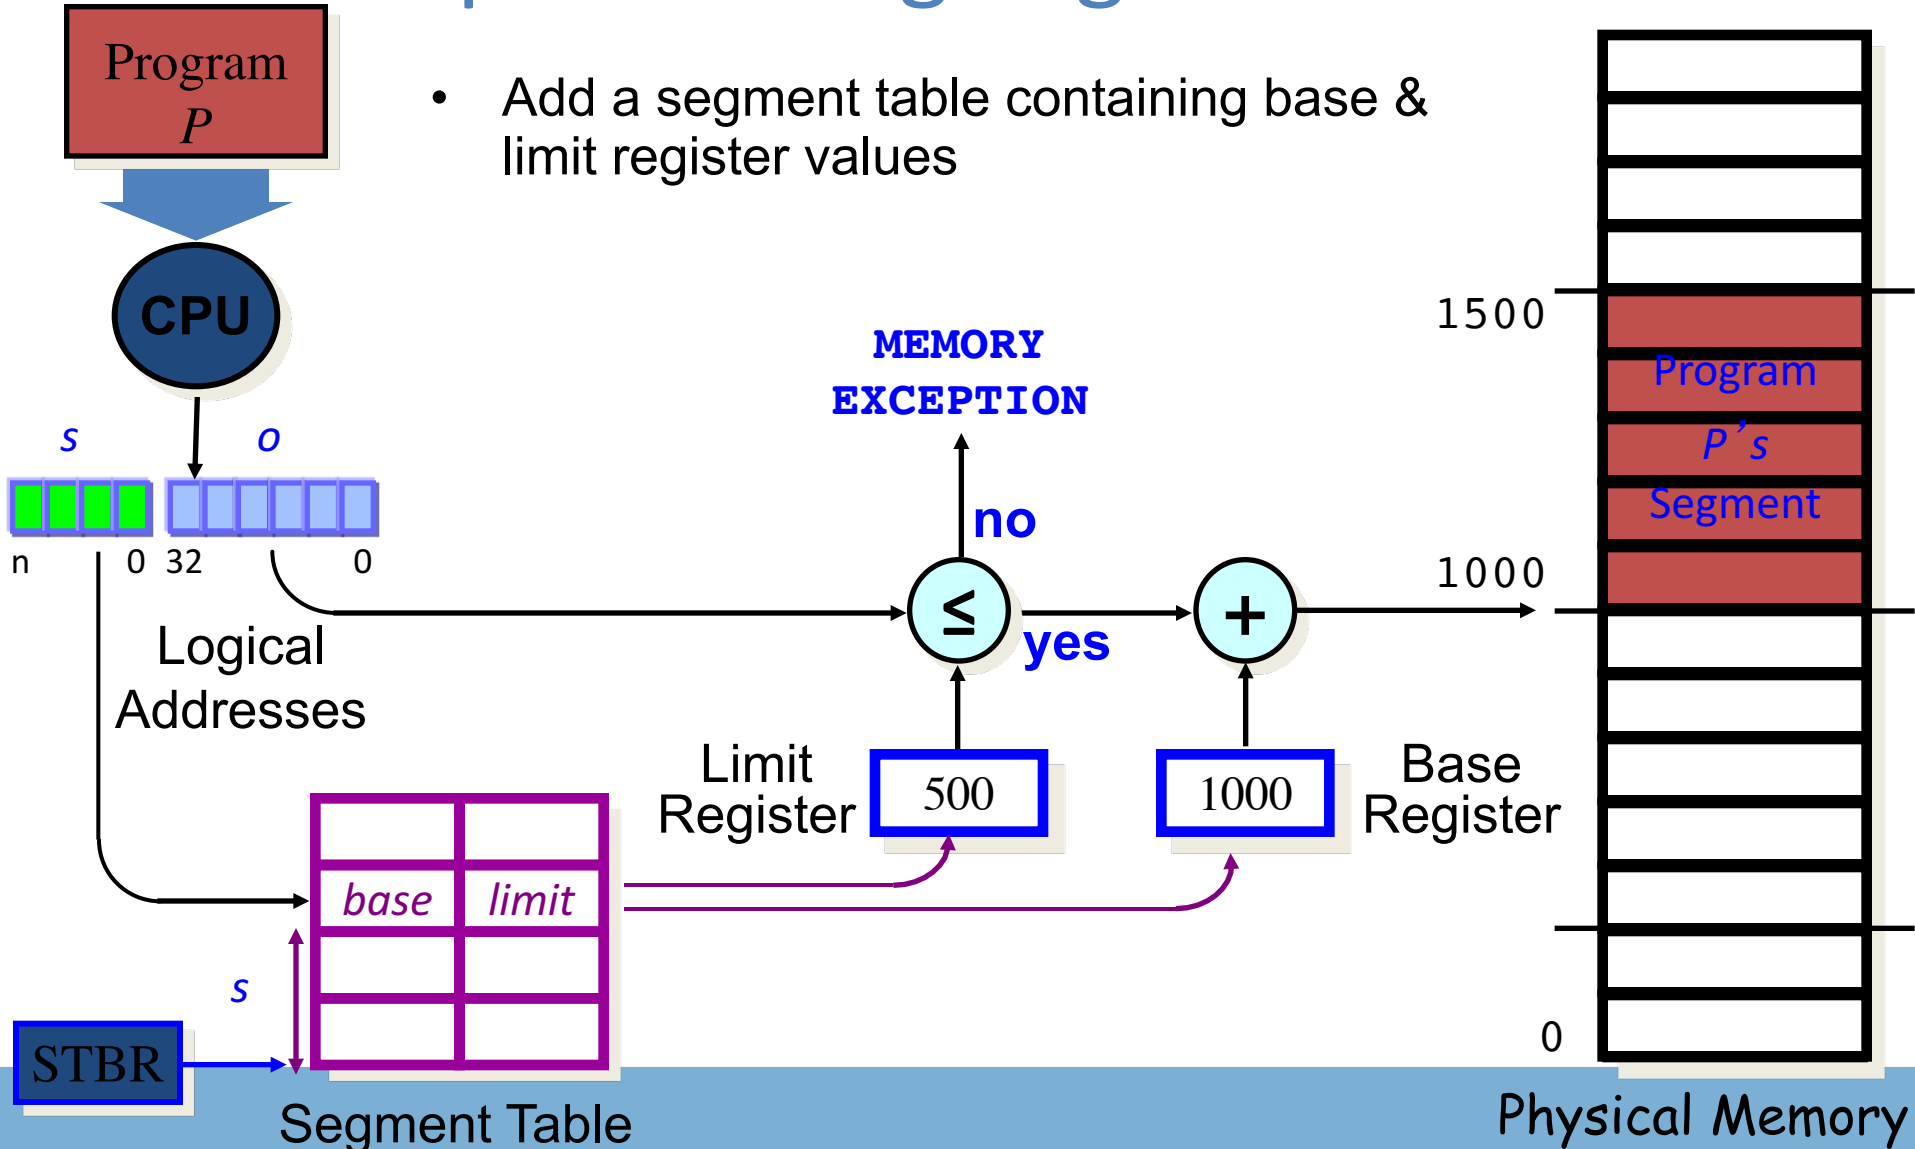 Program
P
• Add a segment table containing base &
limit register values
CPU
1500
MEMORY
EXCEPTION
Program
P's
Segment
s
o
no
n 0 32 0
1000
≤
+
yes
Logical
Addresses
Limit
Register
500
1000
Base
Register
base limit
s
0
STBR
Segment Table
Physical Memory